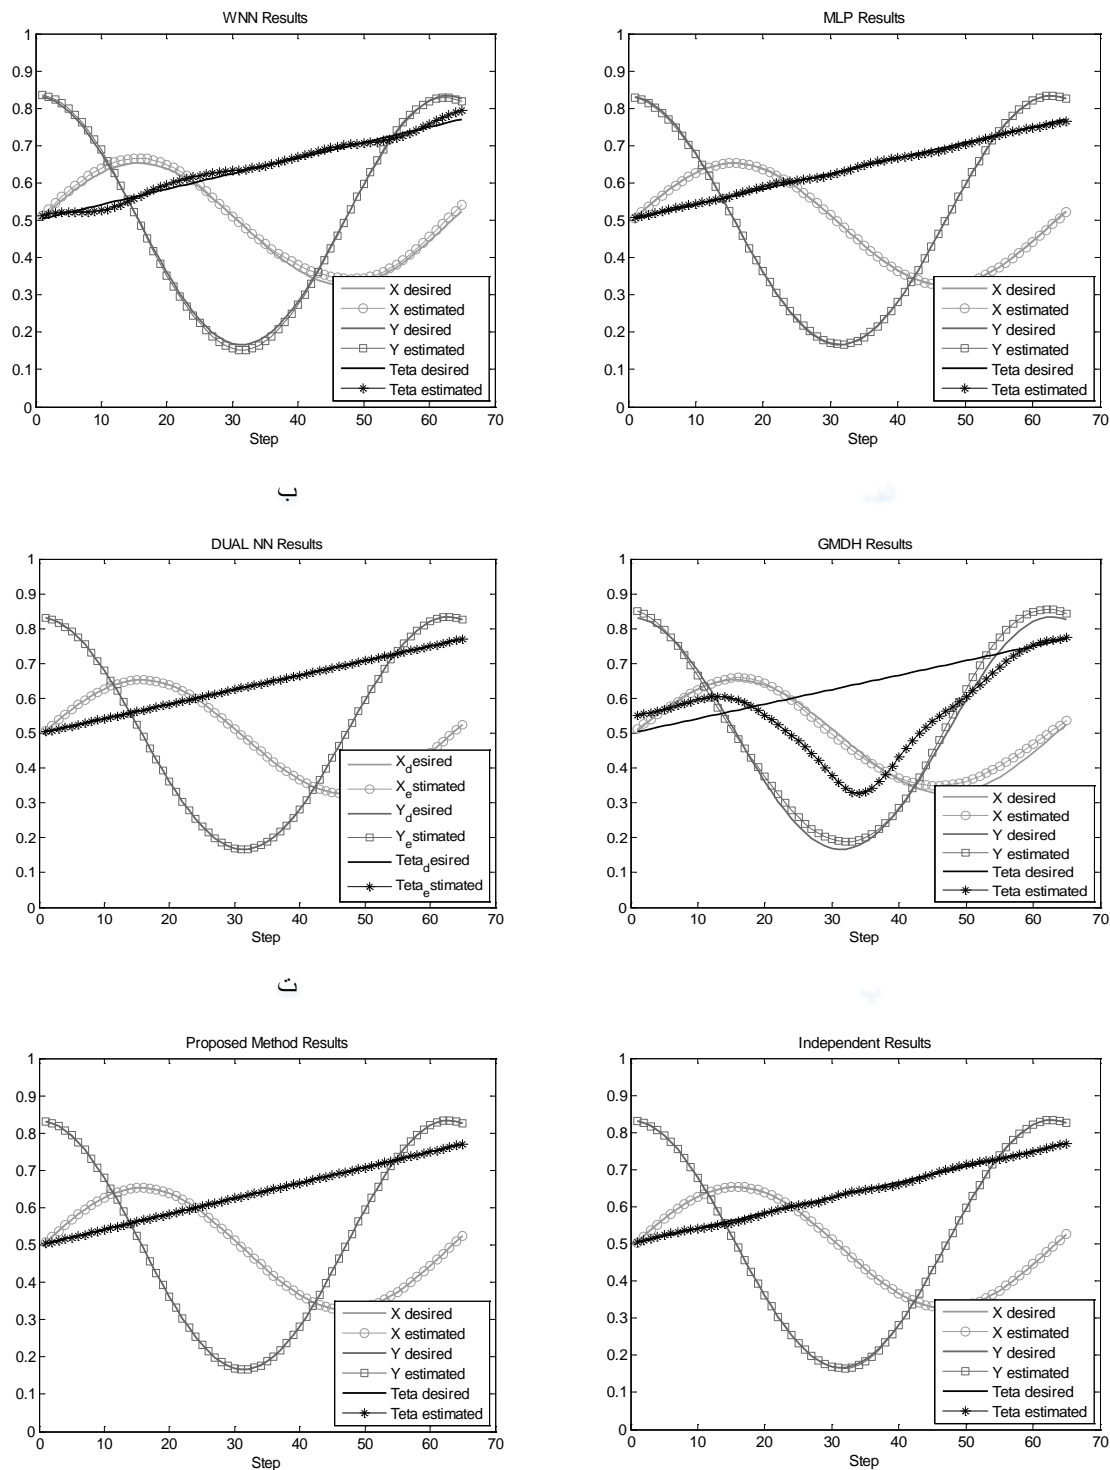 WNN Results
1
0.9
0.8
0.7
0.6
0.5
0.4
0.3
0.2
0.1
0
0 10 20 30 40 50 60 70
Step
X desired
X estimated
Y desired
Y estimated
Teta desired
Teta estimated
MLP Results
1
0.9
0.8
0.7
0.6
0.5
0.4
0.3
0.2
0.1
0
0 10 20 30 40 50 60 70
Step
X desired
X estimated
Y desired
Y estimated
Teta desired
Teta estimated
ب
DUAL NN Results
1
0.9
0.8
0.7
0.6
0.5
0.4
0.3
0.2
0.1
0
0 10 20 30 40 50 60 70
Step
X_desired
X_estimated
Y_desired
Y_estimated
Teta_desired
Teta_estimated
GMDH Results
1
0.9
0.8
0.7
0.6
0.5
0.4
0.3
0.2
0.1
0
0 10 20 30 40 50 60 70
Step
X desired
X estimated
Y desired
Y estimated
Teta desired
Teta estimated
ت
Proposed Method Results
1
0.9
0.8
0.7
0.6
0.5
0.4
0.3
0.2
0.1
0
0 10 20 30 40 50 60 70
Step
X desired
X estimated
Y desired
Y estimated
Teta desired
Teta estimated
Independent Results
1
0.9
0.8
0.7
0.6
0.5
0.4
0.3
0.2
0.1
0
0 10 20 30 40 50 60 70
Step
X desired
X estimated
Y desired
Y estimated
Teta desired
Teta estimated